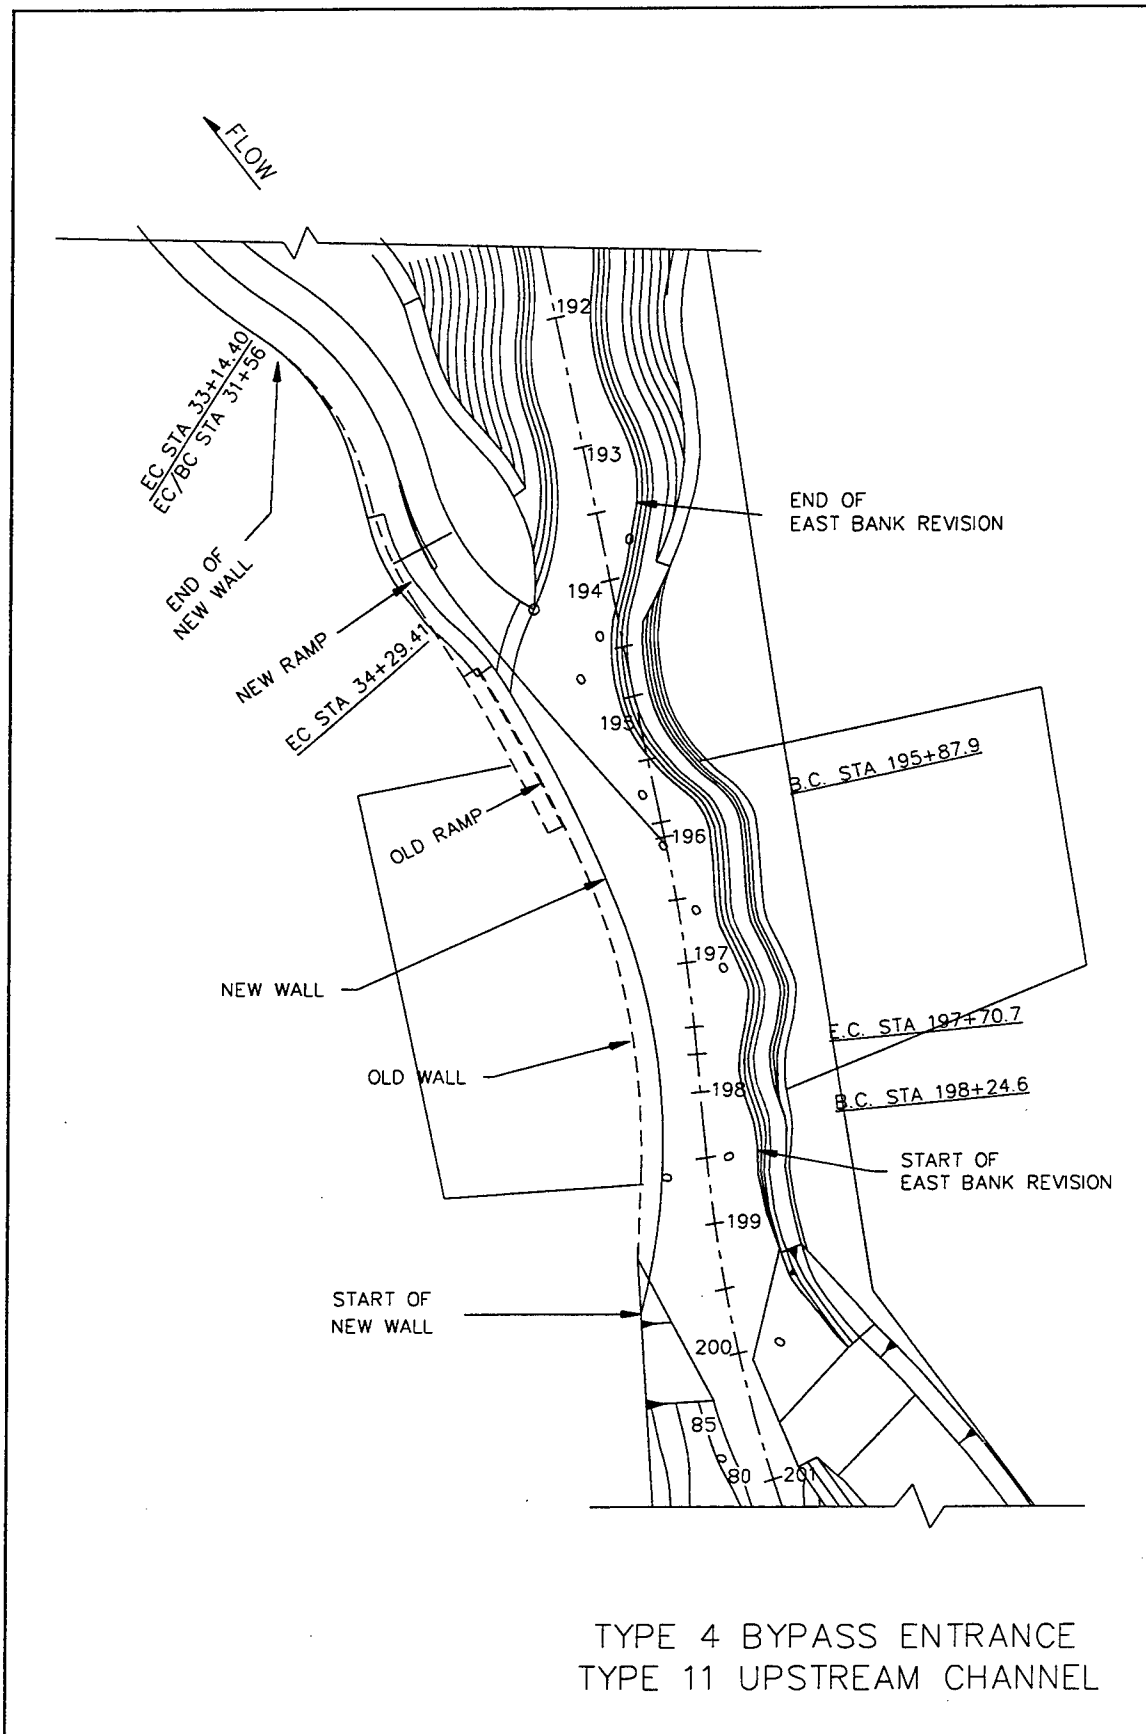 FLOW
192
EC STA 33+14.40
EC/BC STA 31+56
193
END OF
EAST BANK REVISION
END OF
NEW WALL
194
NEW RAMP
EC STA 34+29.41
195
B.C. STA 195+87.9
OLD RAMP
196
197
NEW WALL
E.C. STA 197+70.7
OLD WALL
198
B.C. STA 198+24.6
START OF
EAST BANK REVISION
199
START OF
NEW WALL
200
85
80
201
TYPE 4 BYPASS ENTRANCE
TYPE 11 UPSTREAM CHANNEL